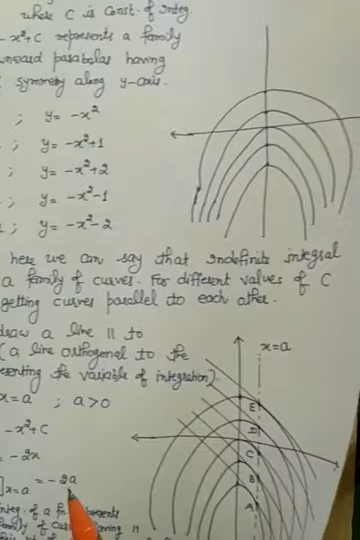 where C is Const. of Integ.
- x²+C represents a family
parabolas having
symmetry along y-axis.
; y = -x²
; y = -x²+1
; y = -x²+2
; y = -x²-1
; y = -x²-2
here we can say that indefinite integral
a family of curves. For different values of C
getting curves parallel to each other.
draw a line || to
(a line orthogonal to the
the variable of integration).
x=a ; a>0
- x²+C
= -2x
]x=a = -2a
integ. of a
x=a
E
D
C
B
A